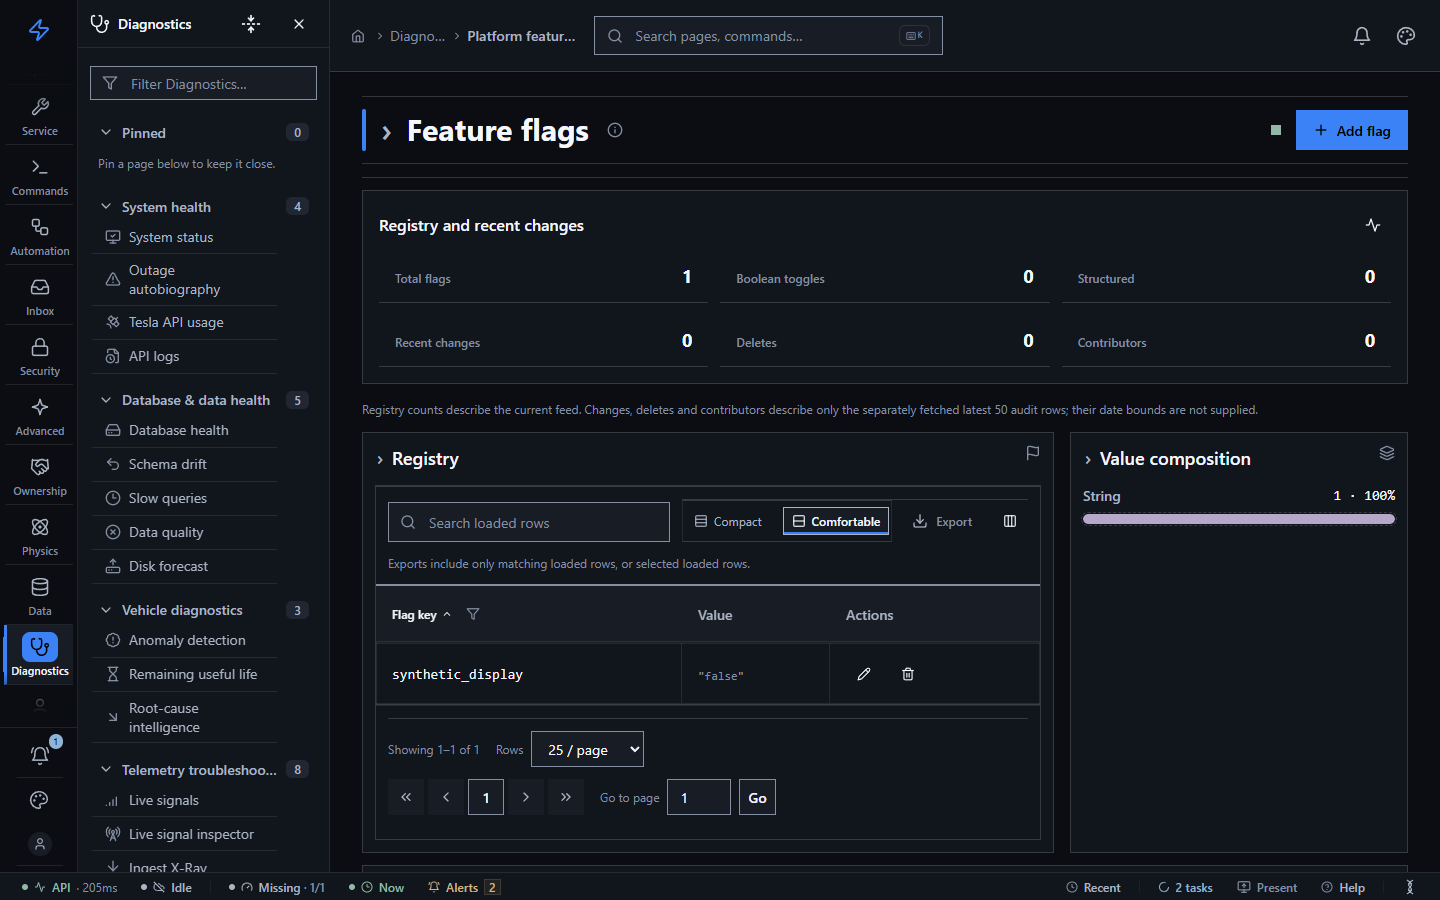 Diagnostics
Diagno...
Platform featur...
Search pages, commands...
K
Filter Diagnostics...
Service
Commands
Automation
Inbox
Security
Advanced
Ownership
Physics
Data
Diagnostics
1
Pinned
0
Pin a page below to keep it close.
System health
4
System status
Outage
autobiography
Tesla API usage
API logs
Database & data health
5
Database health
Schema drift
Slow queries
Data quality
Disk forecast
Vehicle diagnostics
3
Anomaly detection
Remaining useful life
Root-cause
intelligence
Telemetry troubleshoo...
8
Live signals
Live signal inspector
Ingest X-Ray
Feature flags
Add flag
Registry and recent changes
Total flags 1
Boolean toggles 0
Structured 0
Recent changes 0
Deletes 0
Contributors 0
Registry counts describe the current feed. Changes, deletes and contributors describe only the separately fetched latest 50 audit rows; their date bounds are not supplied.
Registry
Search loaded rows
Compact
Comfortable
Export
Exports include only matching loaded rows, or selected loaded rows.
Flag key Value Actions
synthetic_display "false"
Showing 1–1 of 1 Rows 25 / page
1 Go to page 1 Go
Value composition
String 1 · 100%
API · 205ms
Idle
Missing · 1/1
Now
Alerts 2
Recent
2 tasks
Present
Help